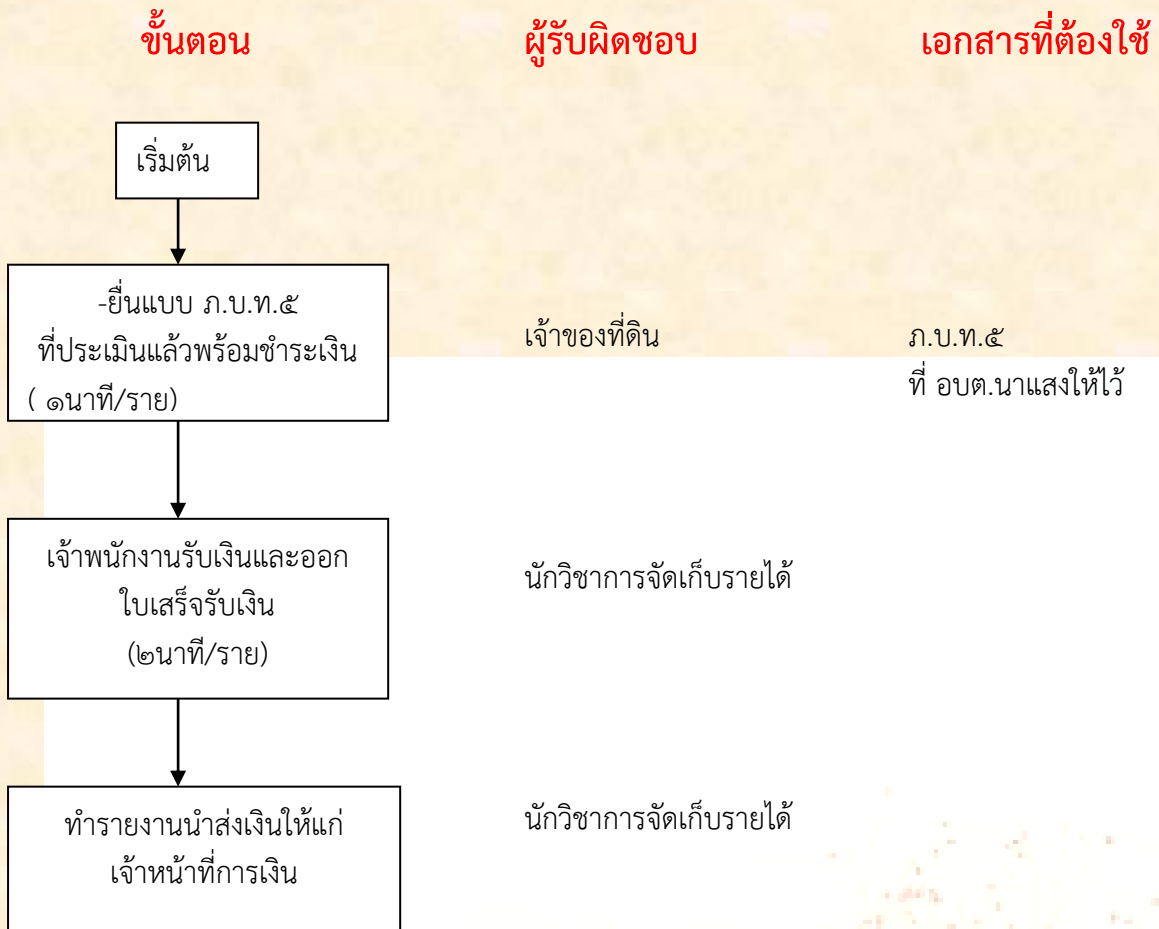 ขั้นตอน ผู้รับผิดชอบ เอกสารที่ต้องใช้
เริ่มต้น
-ยื่นแบบ ภ.บ.ท.๕
ที่ประเมินแล้วพร้อมชำระเงิน
( ๑นาที/ราย)
เจ้าของที่ดิน
ภ.บ.ท.๕
ที่ อบต.นาแสงให้ไว้
เจ้าพนักงานรับเงินและออก
ใบเสร็จรับเงิน
(๒นาที/ราย)
นักวิชาการจัดเก็บรายได้
ทำรายงานนำส่งเงินให้แก่
เจ้าหน้าที่การเงิน
นักวิชาการจัดเก็บรายได้